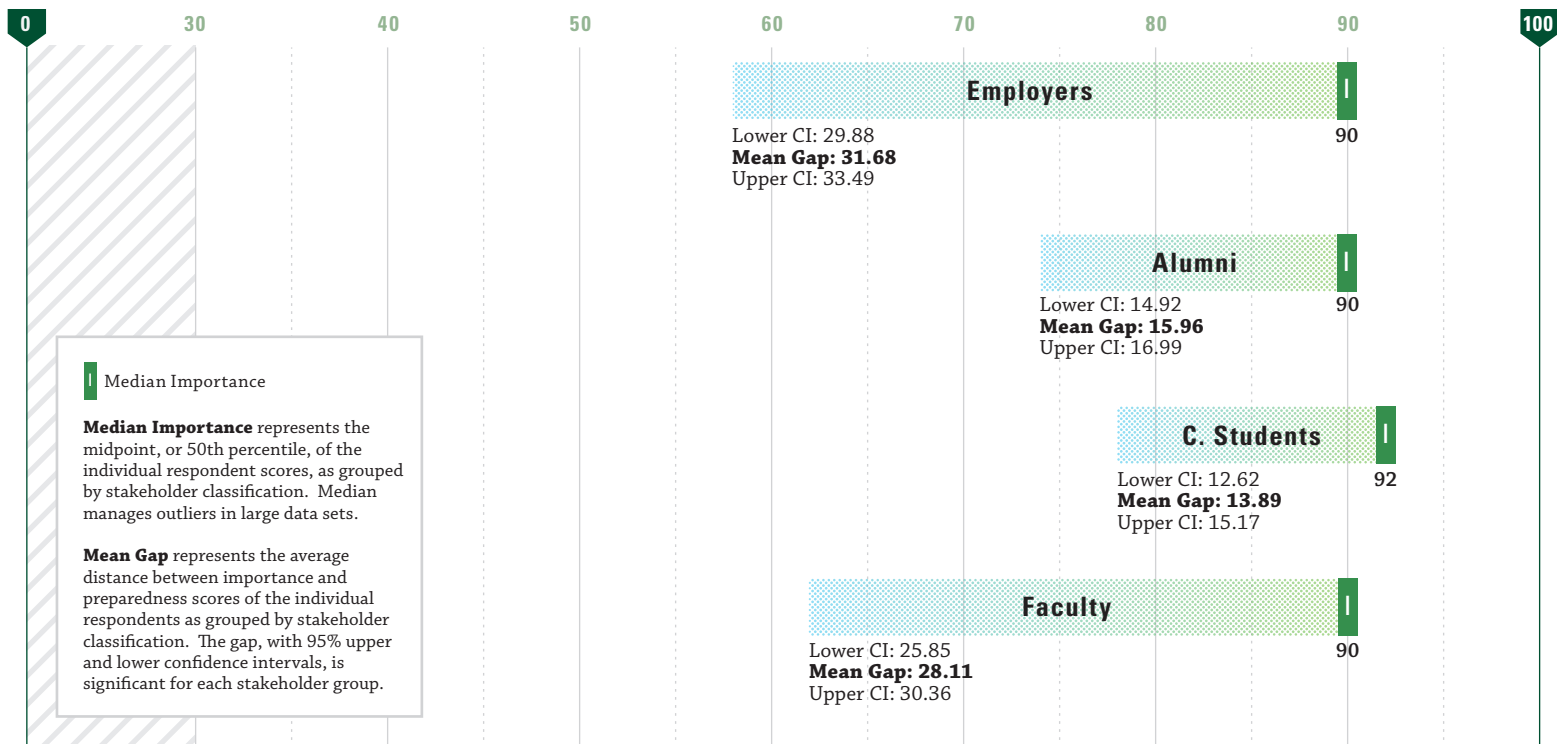 0 30 40 50 60 70 80 90 100
Employers I
90
Lower CI: 29.88
Mean Gap: 31.68
Upper CI: 33.49
Alumni I
90
Lower CI: 14.92
Mean Gap: 15.96
Upper CI: 16.99
C. Students I
92
Lower CI: 12.62
Mean Gap: 13.89
Upper CI: 15.17
Faculty I
90
Lower CI: 25.85
Mean Gap: 28.11
Upper CI: 30.36
I Median Importance
Median Importance represents the
midpoint, or 50th percentile, of the
individual respondent scores, as grouped
by stakeholder classification. Median
manages outliers in large data sets.
Mean Gap represents the average
distance between importance and
preparedness scores of the individual
respondents as grouped by stakeholder
classification. The gap, with 95% upper
and lower confidence intervals, is
significant for each stakeholder group.